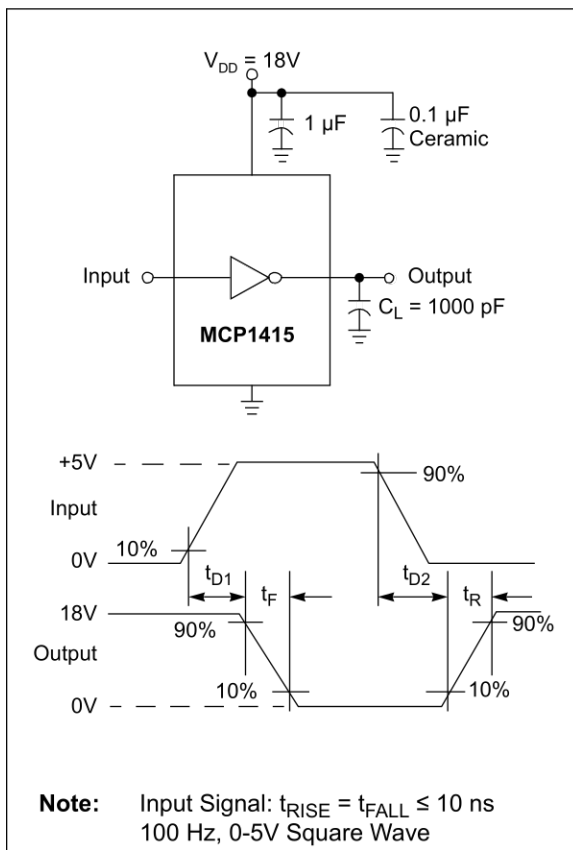 V_DD = 18V
1 µF
0.1 µF
Ceramic
Input
Output
C_L = 1000 pF
MCP1415
+5V
Input
0V
10%
90%
t_D1
t_F
t_D2
t_R
18V
90%
90%
Output
10%
10%
0V
Note: Input Signal: t_RISE = t_FALL ≤ 10 ns
100 Hz, 0-5V Square Wave